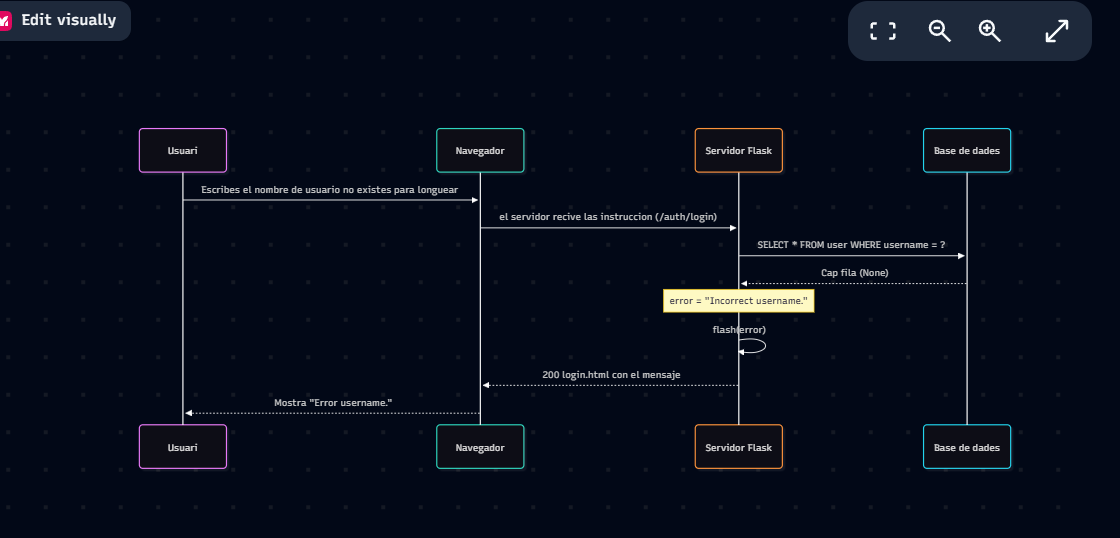 Edit visually
Usuari
Navegador
Servidor Flask
Base de dades
Escribes el nombre de usuario no existes para longuear
el servidor recive las instruccion (/auth/login)
SELECT * FROM user WHERE username = ?
Cap fila (None)
error = "Incorrect username."
flash(error)
200 login.html con el mensaje
Mostra "Error username."
Usuari
Navegador
Servidor Flask
Base de dades